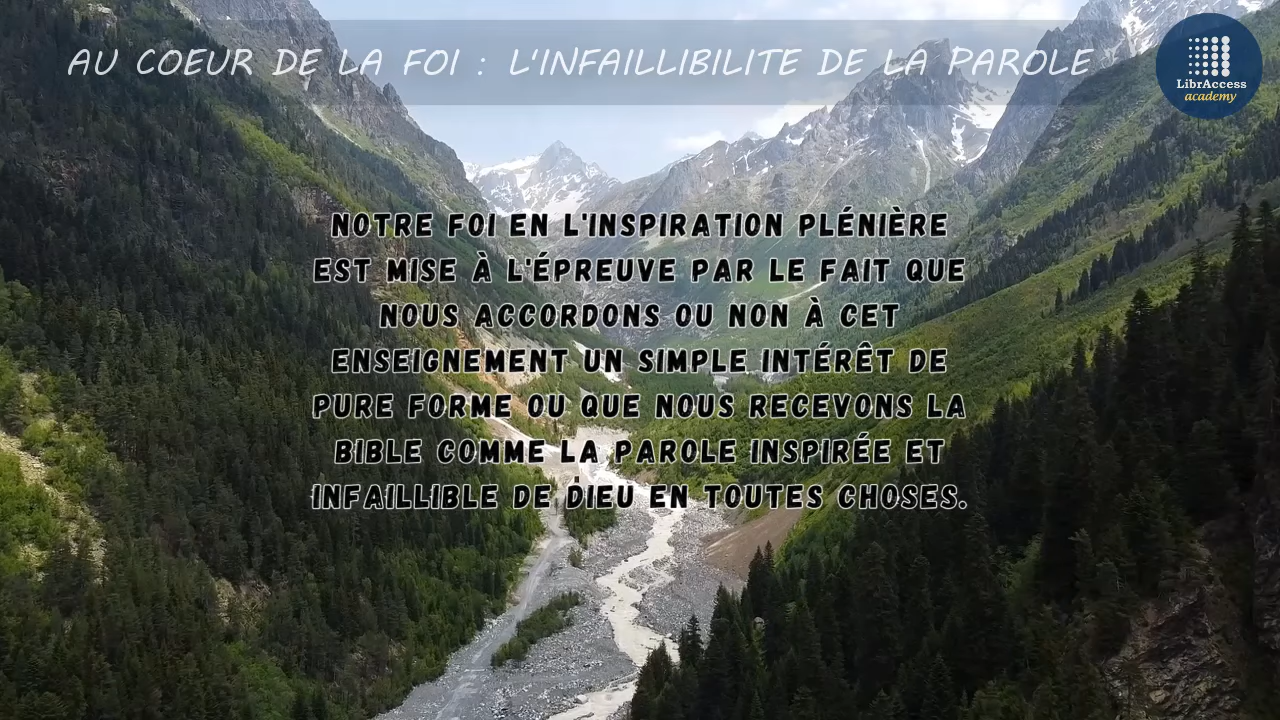 AU COEUR DE LA FOI : L'INFAILLIBILITE DE LA PAROLE
LibrAccess
academy
NOTRE FOI EN L'INSPIRATION PLÉNIÈRE
EST MISE À L'ÉPREUVE PAR LE FAIT QUE
NOUS ACCORDONS OU NON À CET
ENSEIGNEMENT UN SIMPLE INTÉRÊT DE
PURE FORME OU QUE NOUS RECEVONS LA
BIBLE COMME LA PAROLE INSPIRÉE ET
INFAILLIBLE DE DIEU EN TOUTES CHOSES.